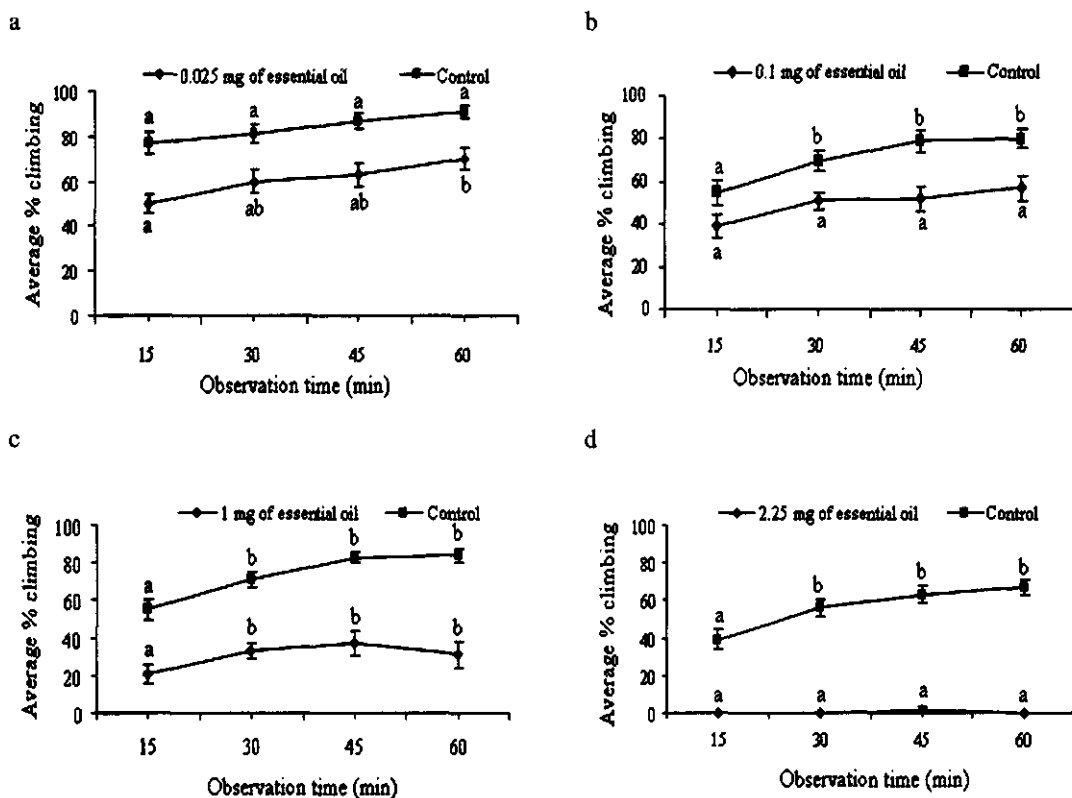 a
0.025 mg of essential oil Control
100
80
60
40
20
0
Average % climbing
a a a a
a ab ab b
15 30 45 60
Observation time (min)
b
0.1 mg of essential oil Control
100
80
60
40
20
0
Average % climbing
a b b b
a a a a
15 30 45 60
Observation time (min)
c
1 mg of essential oil Control
100
80
60
40
20
0
Average % climbing
a b b b
a b b b
15 30 45 60
Observation time (min)
d
2.25 mg of essential oil Control
100
80
60
40
20
0
Average % climbing
a b b b
a a a a
15 30 45 60
Observation time (min)